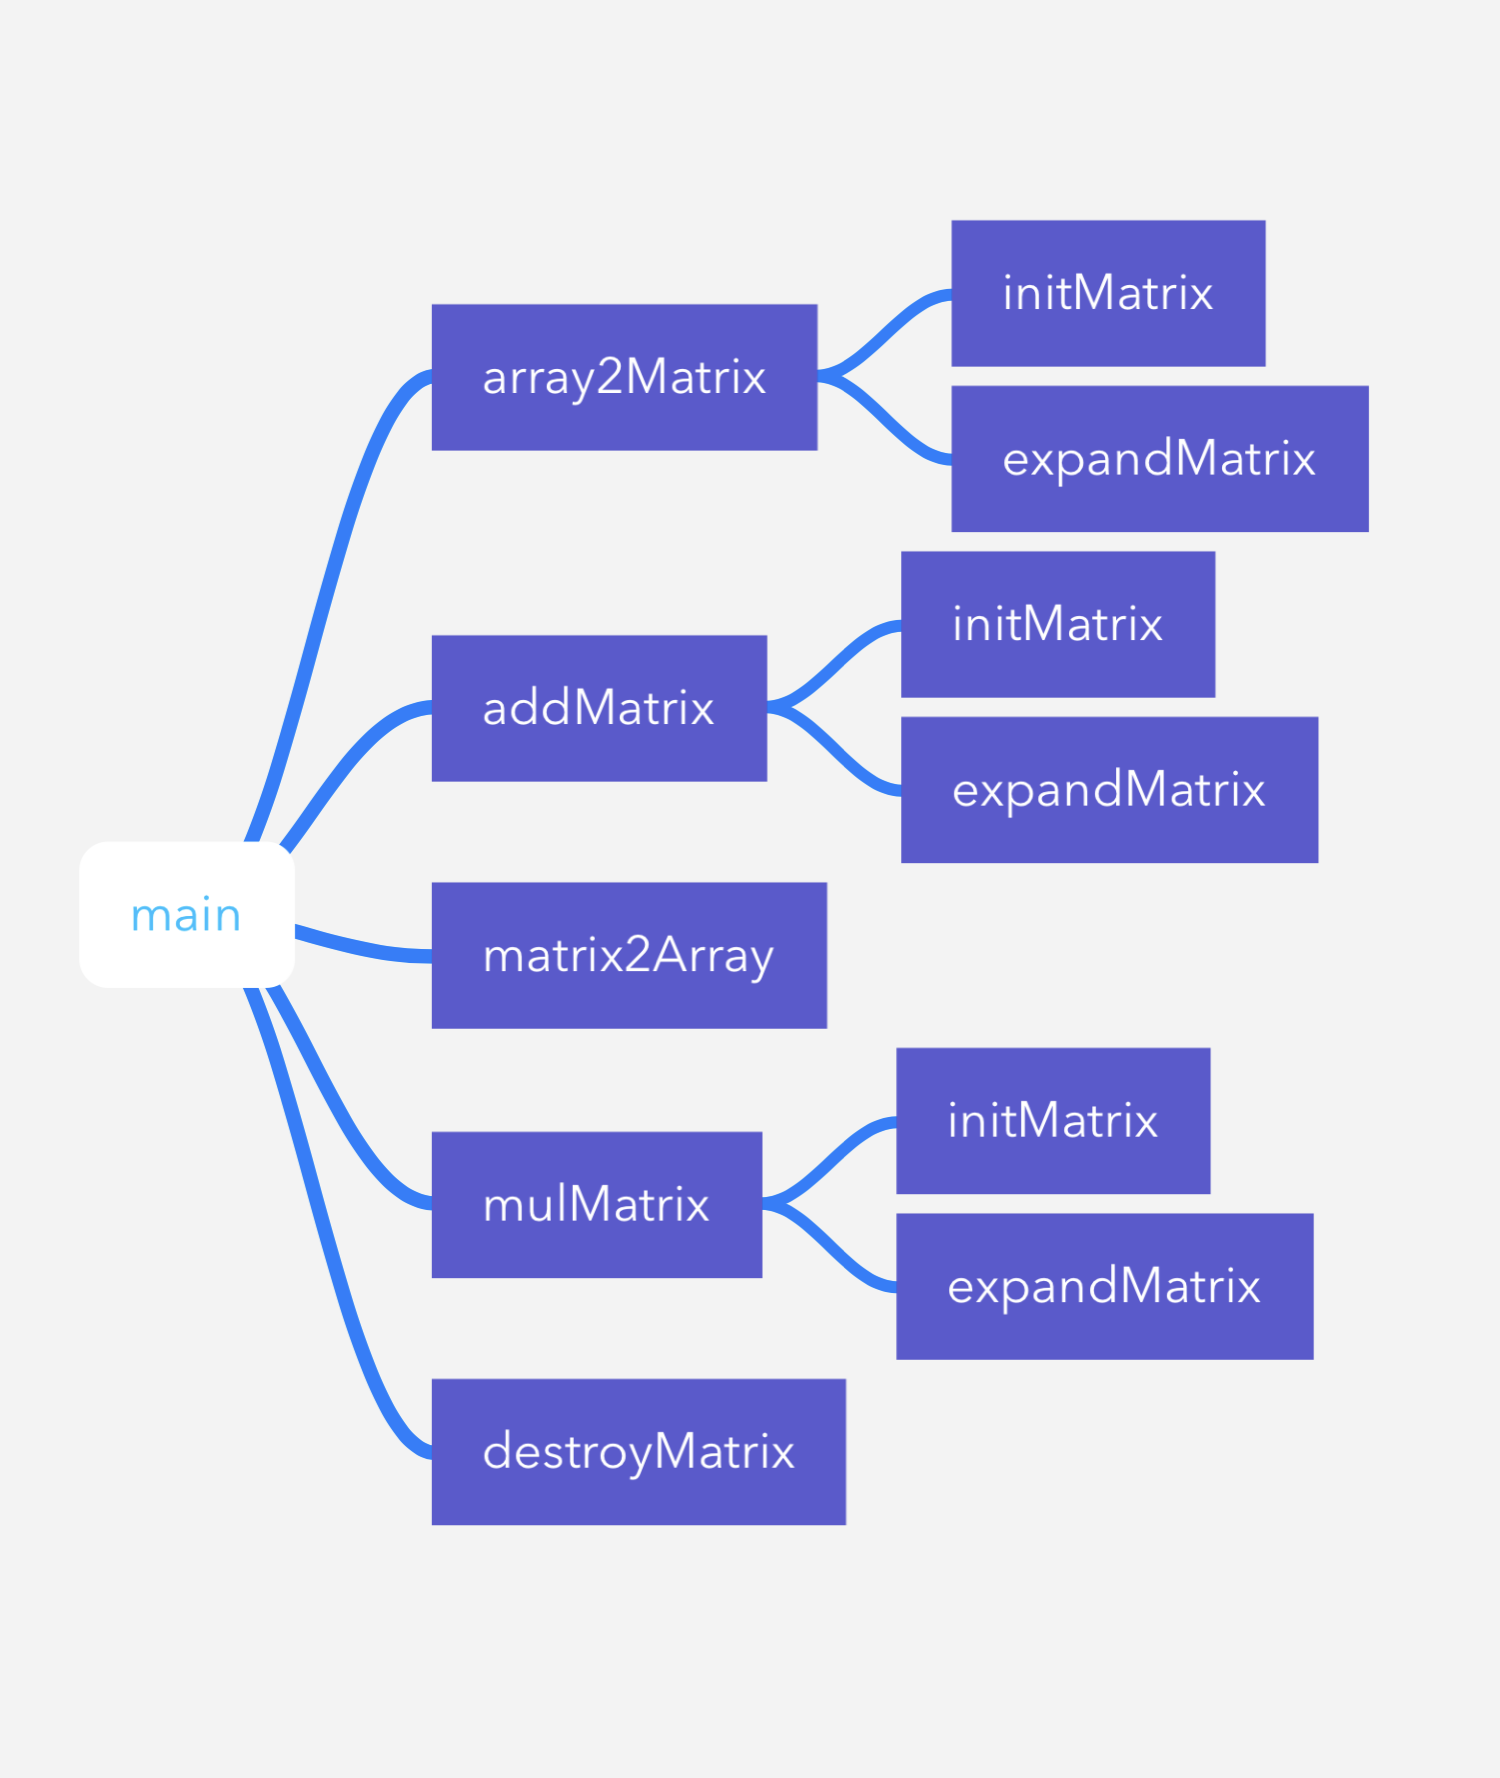 main
array2Matrix
initMatrix
expandMatrix
addMatrix
initMatrix
expandMatrix
matrix2Array
mulMatrix
initMatrix
expandMatrix
destroyMatrix